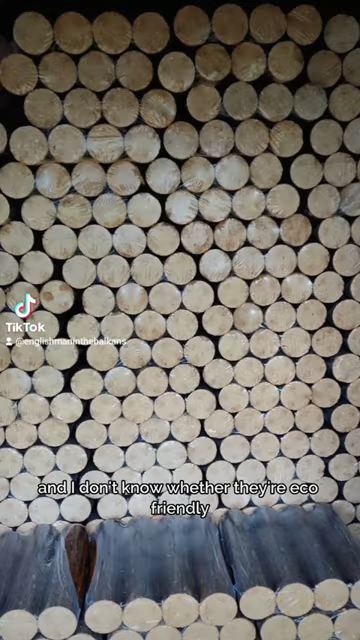 TikTok
@englishmaninthebalkans
and I don't know whether they're eco
friendly